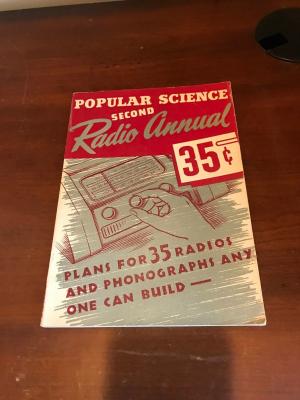 POPULAR SCIENCE
SECOND
Radio Annual
35¢
PLANS FOR 35 RADIOS
AND PHONOGRAPHS ANY
ONE CAN BUILD —